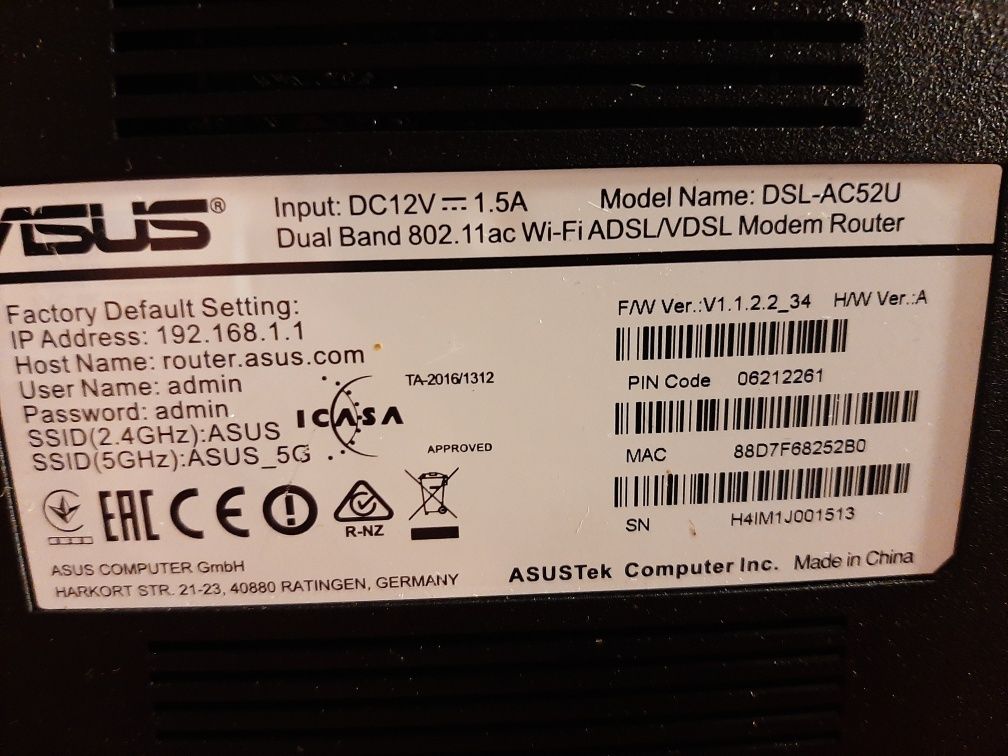 ASUS®
Input: DC12V ⎓ 1.5A Model Name: DSL-AC52U
Dual Band 802.11ac Wi-Fi ADSL/VDSL Modem Router
Factory Default Setting:
IP Address: 192.168.1.1
Host Name: router.asus.com
User Name: admin
Password: admin
SSID(2.4GHz):ASUS
SSID(5GHz):ASUS_5G
TA-2016/1312
ICASA
APPROVED
F/W Ver.:V1.1.2.2_34 H/W Ver.:A
PIN Code 06212261
MAC 88D7F68252B0
SN H4IM1J001513
EAC CE
R-NZ
ASUS COMPUTER GmbH
HARKORT STR. 21-23, 40880 RATINGEN, GERMANY
ASUSTek Computer Inc. Made in China